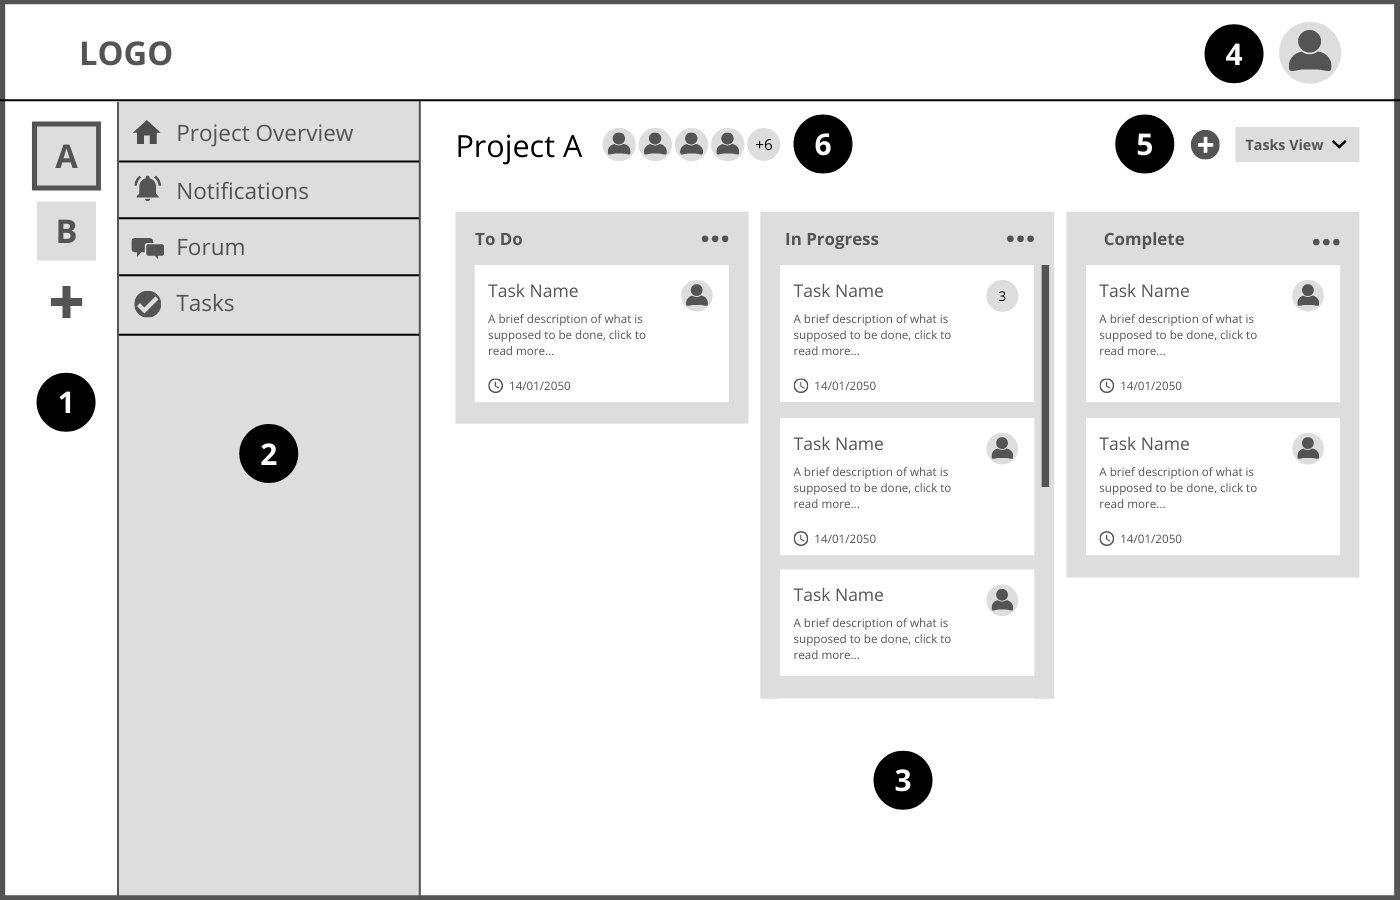 LOGO
4
A
B
1
Project Overview
Notifications
Forum
Tasks
2
Project A
+6
6
5
Tasks View
To Do
Task Name
A brief description of what is
supposed to be done, click to
read more...
14/01/2050
In Progress
Task Name
3
A brief description of what is
supposed to be done, click to
read more...
14/01/2050
Task Name
A brief description of what is
supposed to be done, click to
read more...
14/01/2050
Task Name
A brief description of what is
supposed to be done, click to
read more...
Complete
Task Name
A brief description of what is
supposed to be done, click to
read more...
14/01/2050
Task Name
A brief description of what is
supposed to be done, click to
read more...
14/01/2050
3